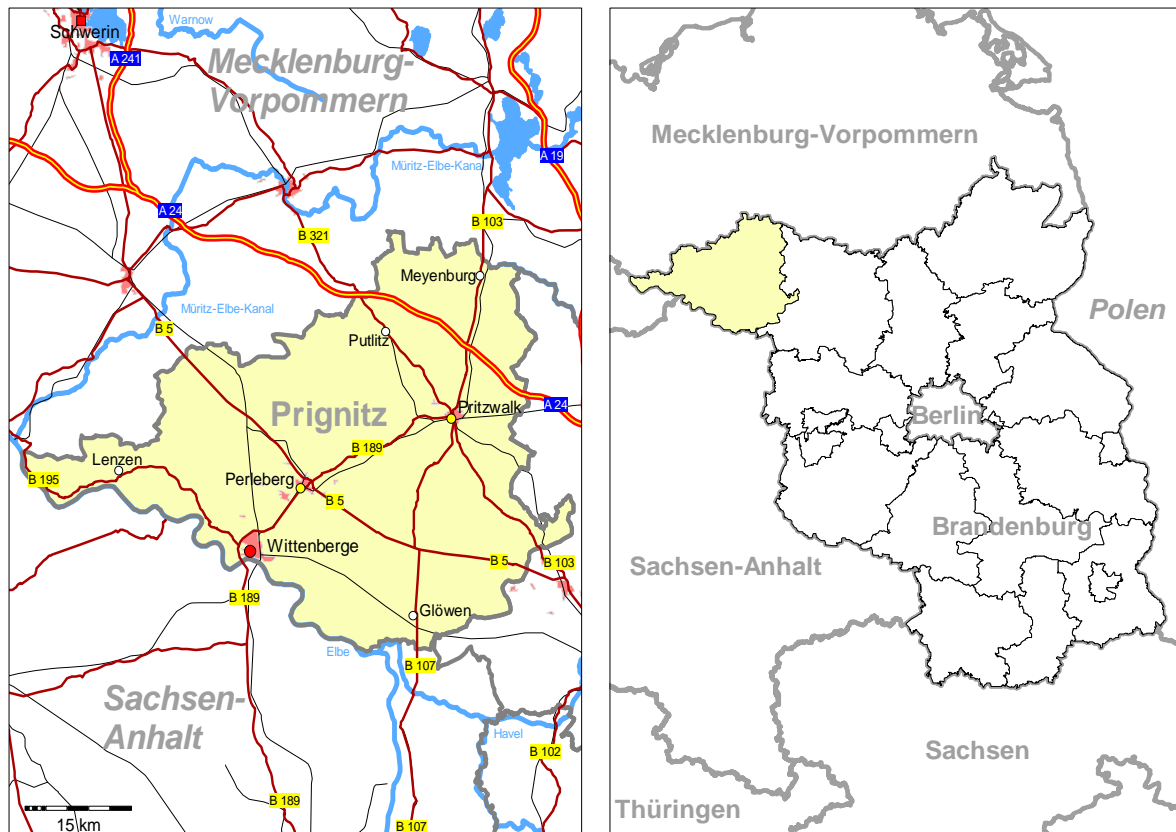 Warnow
Schwerin
A 241
Mecklenburg-
Vorpommern
A 19
Müritz-Elbe-Kanal
A 24
B 103
B 321
Meyenburg
Müritz-Elbe-Kanal
B 5
Putlitz
A 24
Prignitz
Pritzwalk
B 189
Lenzen
B 195
Perleberg
B 5
Wittenberge
B 5
B 103
B 189
Glöwen
Elbe
B 107
Sachsen-
Anhalt
Havel
B 102
B 189
15 km
B 107
Mecklenburg-Vorpommern
Polen
Berlin
Brandenburg
Sachsen-Anhalt
Sachsen
Thüringen